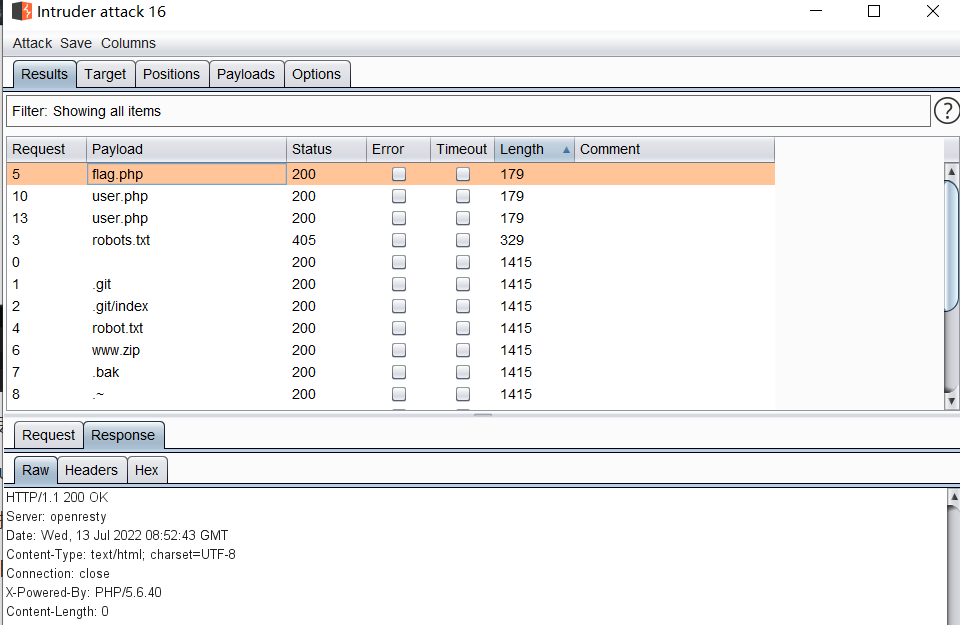 Intruder attack 16
Attack Save Columns
Results Target Positions Payloads Options
Filter: Showing all items ?
Request Payload Status Error Timeout Length Comment
5 flag.php 200 179
10 user.php 200 179
13 user.php 200 179
3 robots.txt 405 329
0 200 1415
1 .git 200 1415
2 .git/index 200 1415
4 robot.txt 200 1415
6 www.zip 200 1415
7 .bak 200 1415
8 .~ 200 1415
Request Response
Raw Headers Hex
HTTP/1.1 200 OK
Server: openresty
Date: Wed, 13 Jul 2022 08:52:43 GMT
Content-Type: text/html; charset=UTF-8
Connection: close
X-Powered-By: PHP/5.6.40
Content-Length: 0